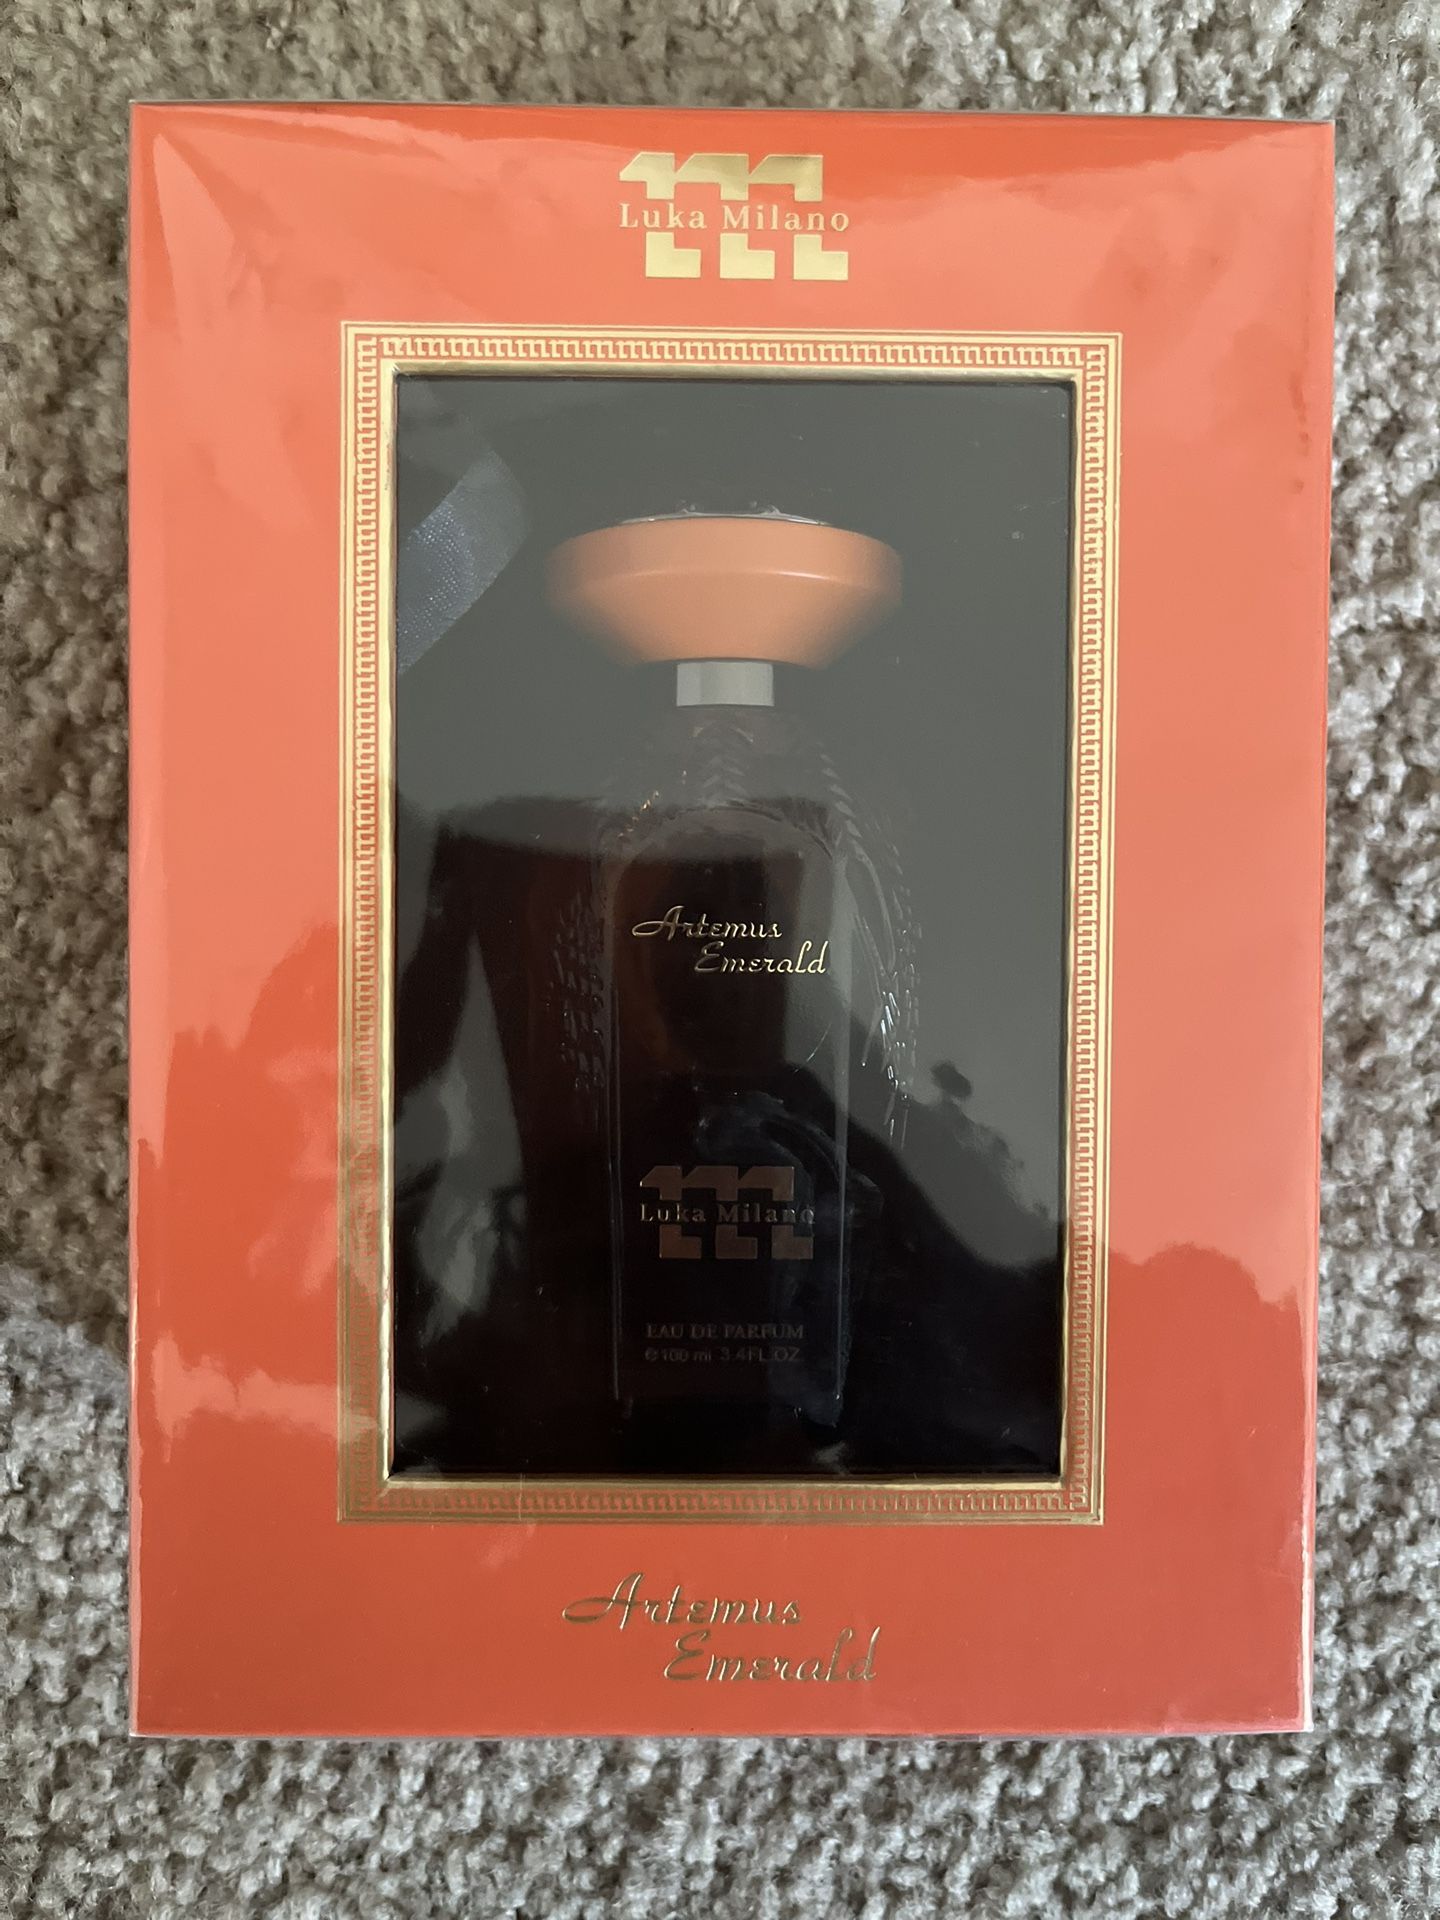 Luka Milano
Artemus
Emerald
Luka Milano
EAU DE PARFUM
℮100 ml 3.4FL.OZ
Artemus
Emerald